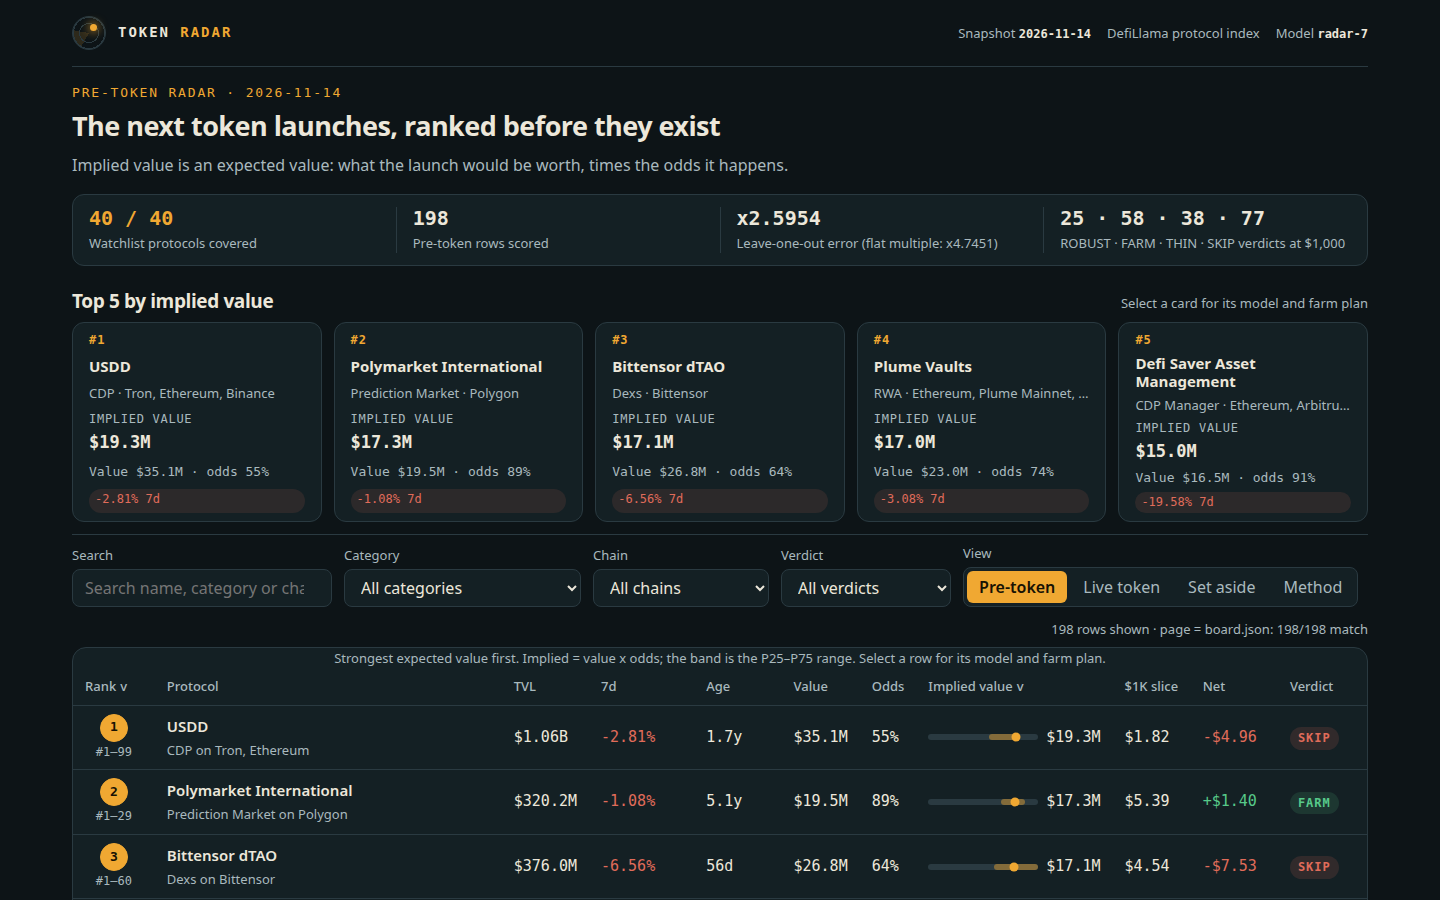 TOKEN RADAR
Snapshot 2026-11-14 DefiLlama protocol index Model radar-7
PRE-TOKEN RADAR · 2026-11-14
The next token launches, ranked before they exist
Implied value is an expected value: what the launch would be worth, times the odds it happens.
40 / 40
Watchlist protocols covered
198
Pre-token rows scored
x2.5954
Leave-one-out error (flat multiple: x4.7451)
25 · 58 · 38 · 77
ROBUST · FARM · THIN · SKIP verdicts at $1,000
Top 5 by implied value
Select a card for its model and farm plan
#1
USDD
CDP · Tron, Ethereum, Binance
IMPLIED VALUE
$19.3M
Value $35.1M · odds 55%
-2.81% 7d
#2
Polymarket International
Prediction Market · Polygon
IMPLIED VALUE
$17.3M
Value $19.5M · odds 89%
-1.08% 7d
#3
Bittensor dTAO
Dexs · Bittensor
IMPLIED VALUE
$17.1M
Value $26.8M · odds 64%
-6.56% 7d
#4
Plume Vaults
RWA · Ethereum, Plume Mainnet, ...
IMPLIED VALUE
$17.0M
Value $23.0M · odds 74%
-3.08% 7d
#5
Defi Saver Asset
Management
CDP Manager · Ethereum, Arbitru...
IMPLIED VALUE
$15.0M
Value $16.5M · odds 91%
-19.58% 7d
Search Category Chain Verdict View
Search name, category or cha All categories All chains All verdicts Pre-token Live token Set aside Method
198 rows shown · page = board.json: 198/198 match
Strongest expected value first. Implied = value x odds; the band is the P25–P75 range. Select a row for its model and farm plan.
Rank v Protocol TVL 7d Age Value Odds Implied value v $1K slice Net Verdict
1 USDD $1.06B -2.81% 1.7y $35.1M 55% $19.3M $1.82 -$4.96 SKIP
#1–99 CDP on Tron, Ethereum
2 Polymarket International $320.2M -1.08% 5.1y $19.5M 89% $17.3M $5.39 +$1.40 FARM
#1–29 Prediction Market on Polygon
3 Bittensor dTAO $376.0M -6.56% 56d $26.8M 64% $17.1M $4.54 -$7.53 SKIP
#1–60 Dexs on Bittensor